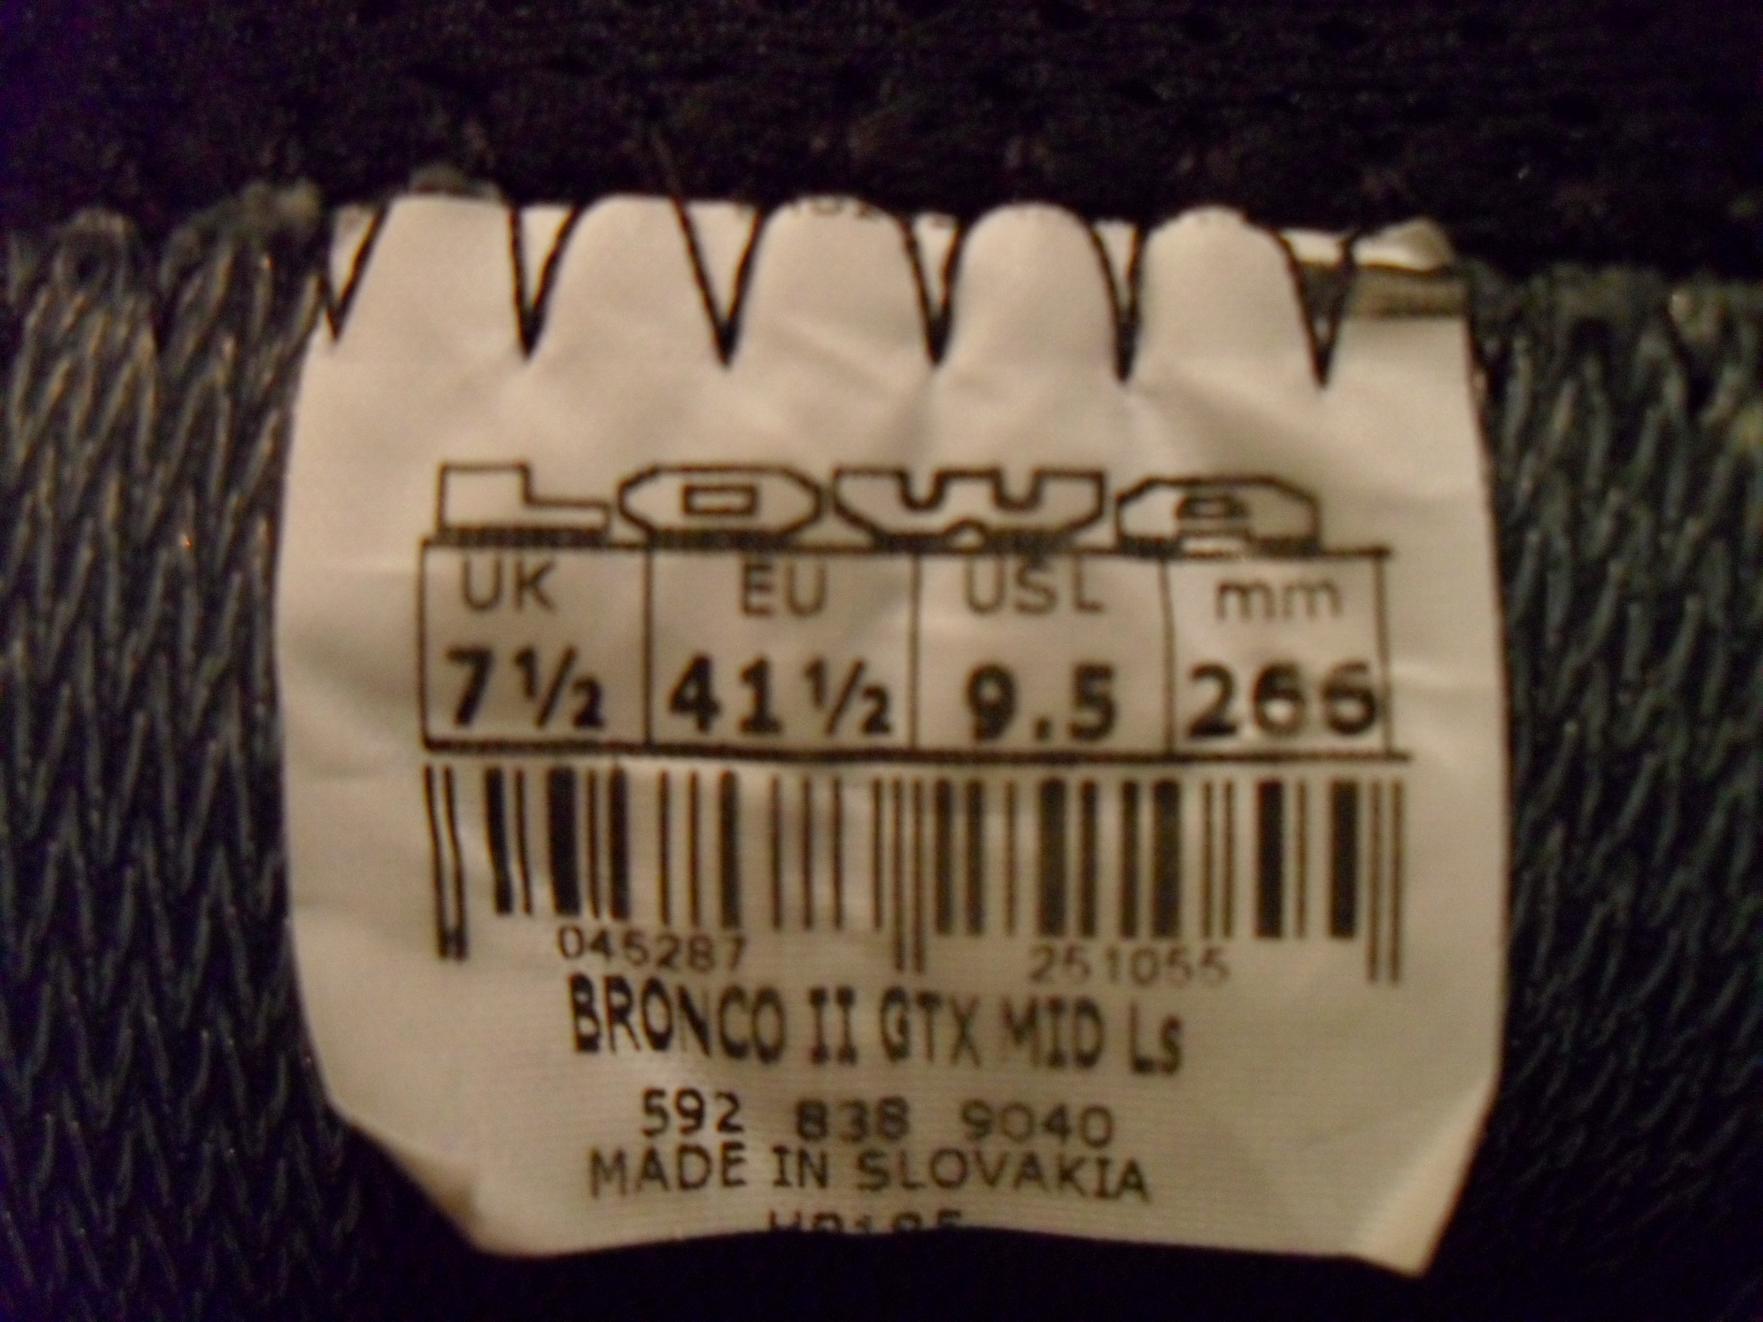 LOWA
UK EU USL mm
7½ 41½ 9.5 266
045287 251055
BRONCO II GTX MID Ls
592 838 9040
MADE IN SLOVAKIA